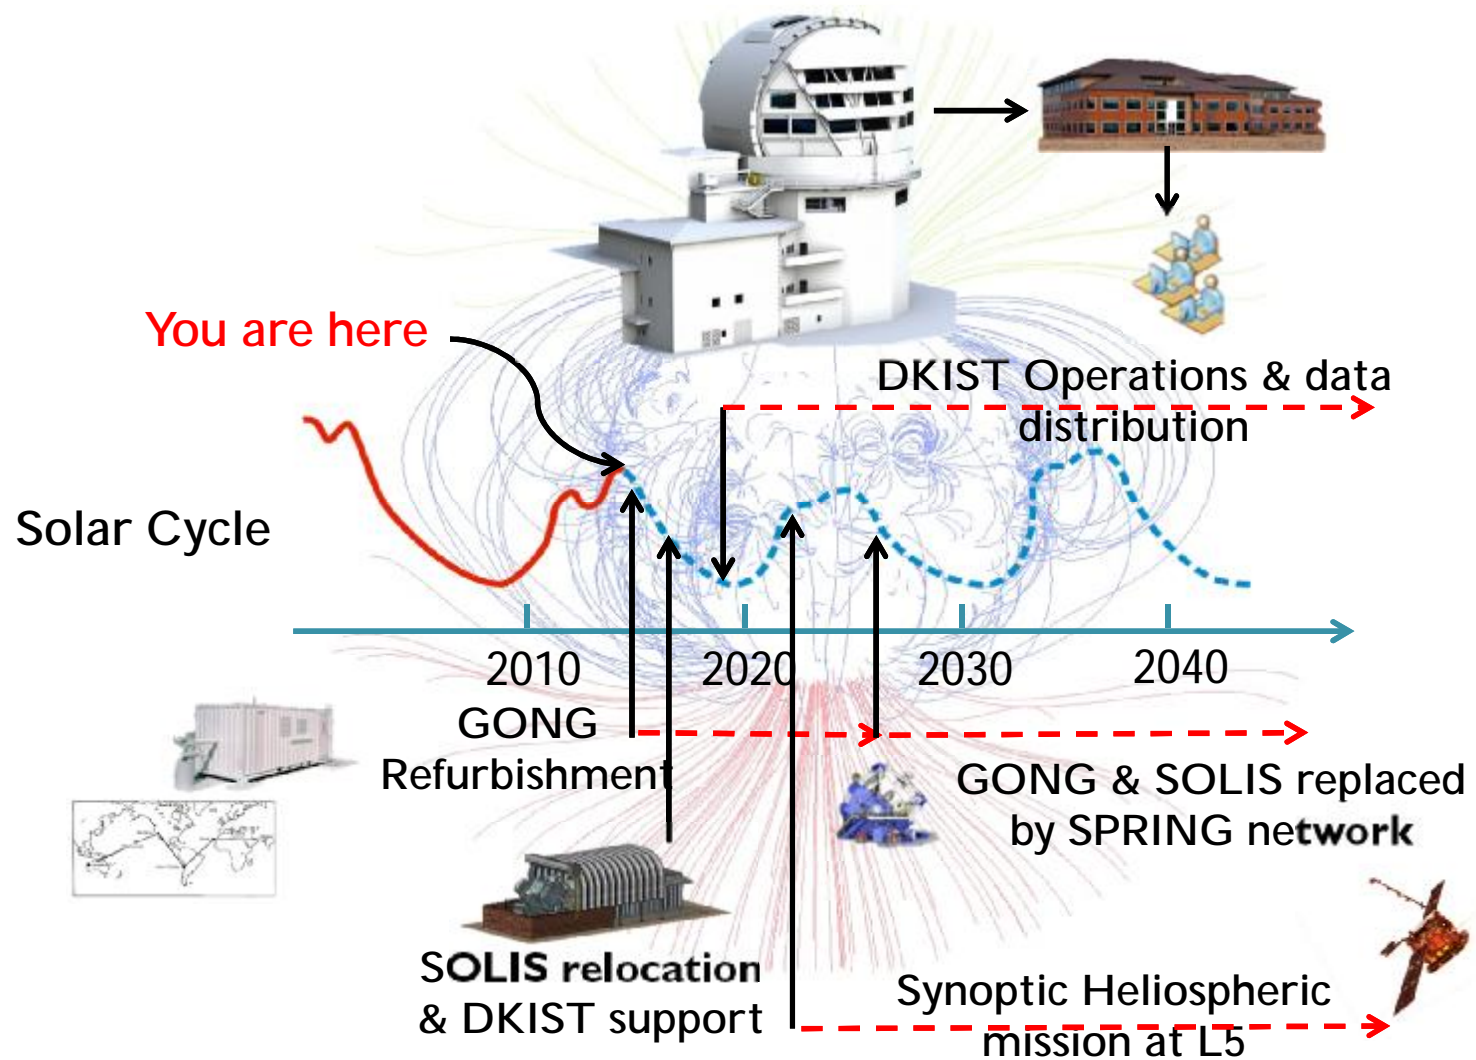 You are here
DKIST Operations & data
distribution
Solar Cycle
2010
2020
2030
2040
GONG
Refurbishment
GONG & SOLIS replaced
by SPRING network
SOLIS relocation
& DKIST support
Synoptic Heliospheric
mission at L5